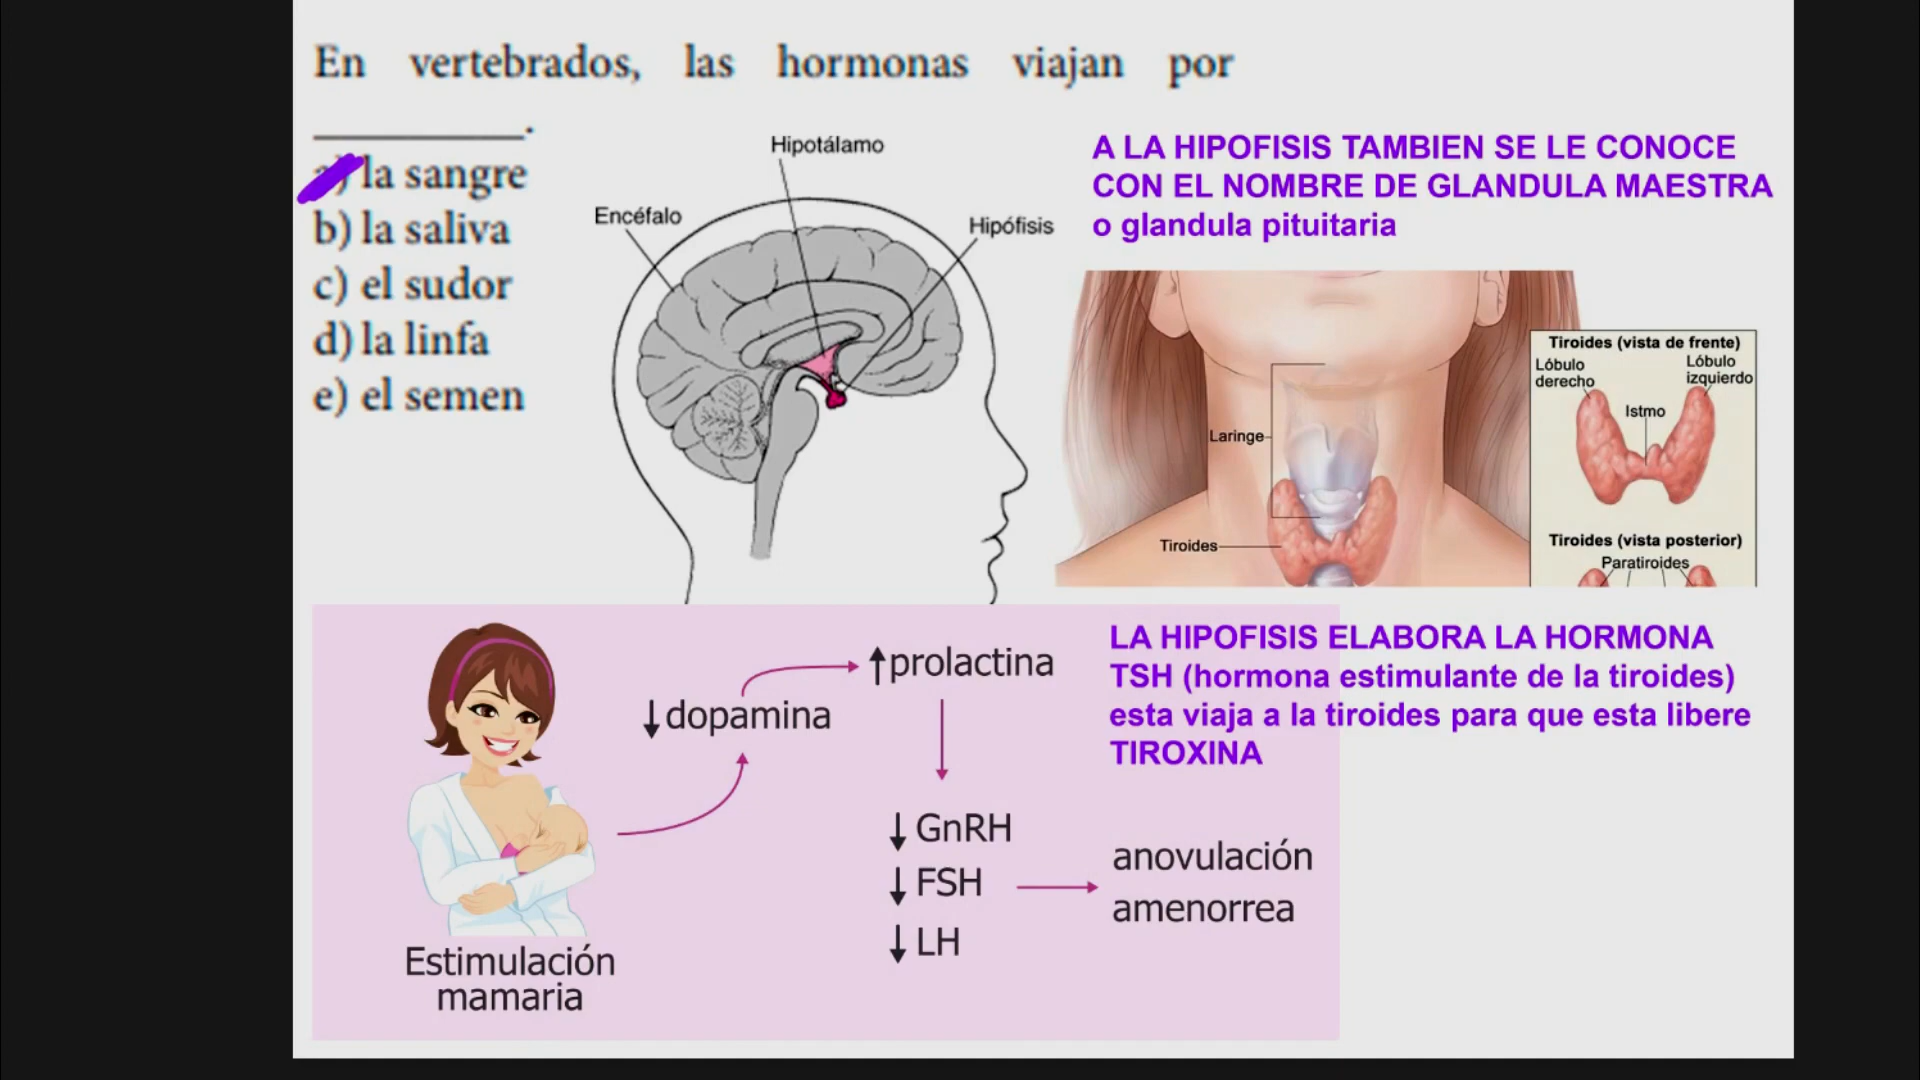 En vertebrados, las hormonas viajan por
____________.
a) la sangre
b) la saliva
c) el sudor
d) la linfa
e) el semen
Hipotálamo
Encéfalo
Hipófisis
A LA HIPOFISIS TAMBIEN SE LE CONOCE
CON EL NOMBRE DE GLANDULA MAESTRA
o glandula pituitaria
Laringe
Tiroides
Tiroides (vista de frente)
Lóbulo
derecho
Lóbulo
izquierdo
Istmo
Tiroides (vista posterior)
Paratiroides
LA HIPOFISIS ELABORA LA HORMONA
TSH (hormona estimulante de la tiroides)
esta viaja a la tiroides para que esta libere
TIROXINA
↑prolactina
↓dopamina
↓ GnRH
↓ FSH
↓ LH
anovulación
amenorrea
Estimulación
mamaria